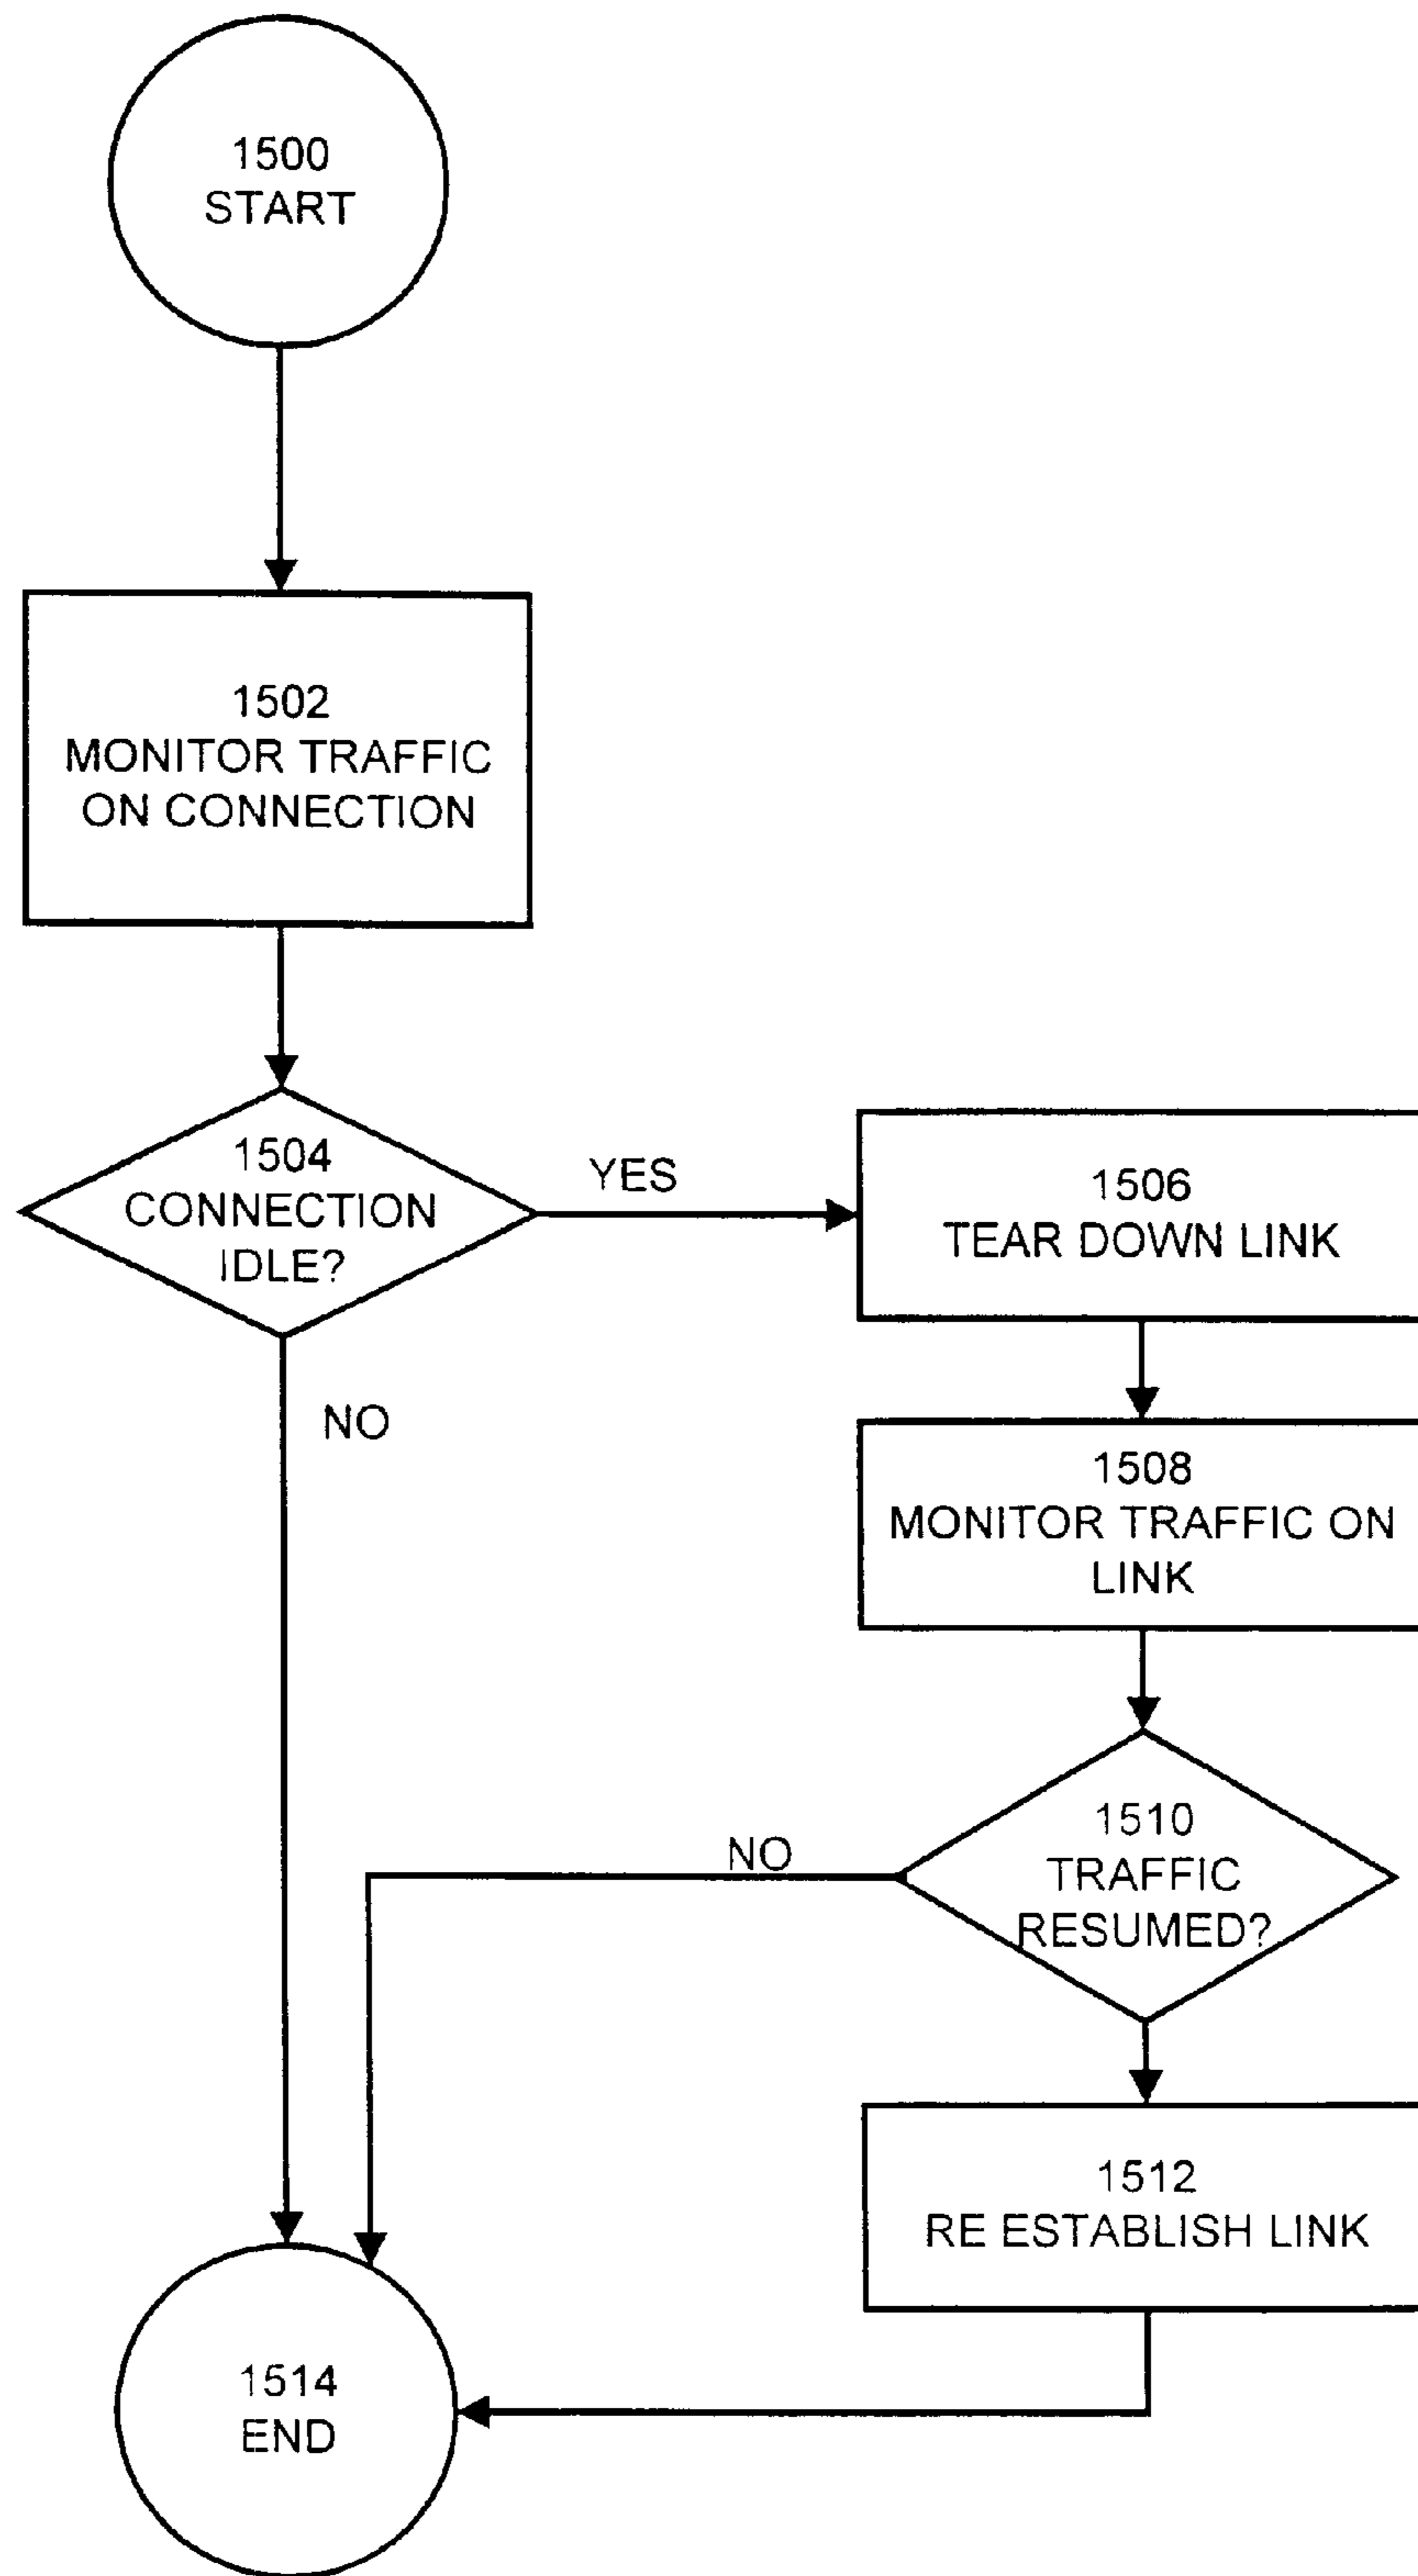 1500
START
1502
MONITOR TRAFFIC
ON CONNECTION
1504
CONNECTION
IDLE?
YES
1506
TEAR DOWN LINK
NO
1508
MONITOR TRAFFIC ON
LINK
1510
TRAFFIC
RESUMED?
NO
1512
RE ESTABLISH LINK
1514
END